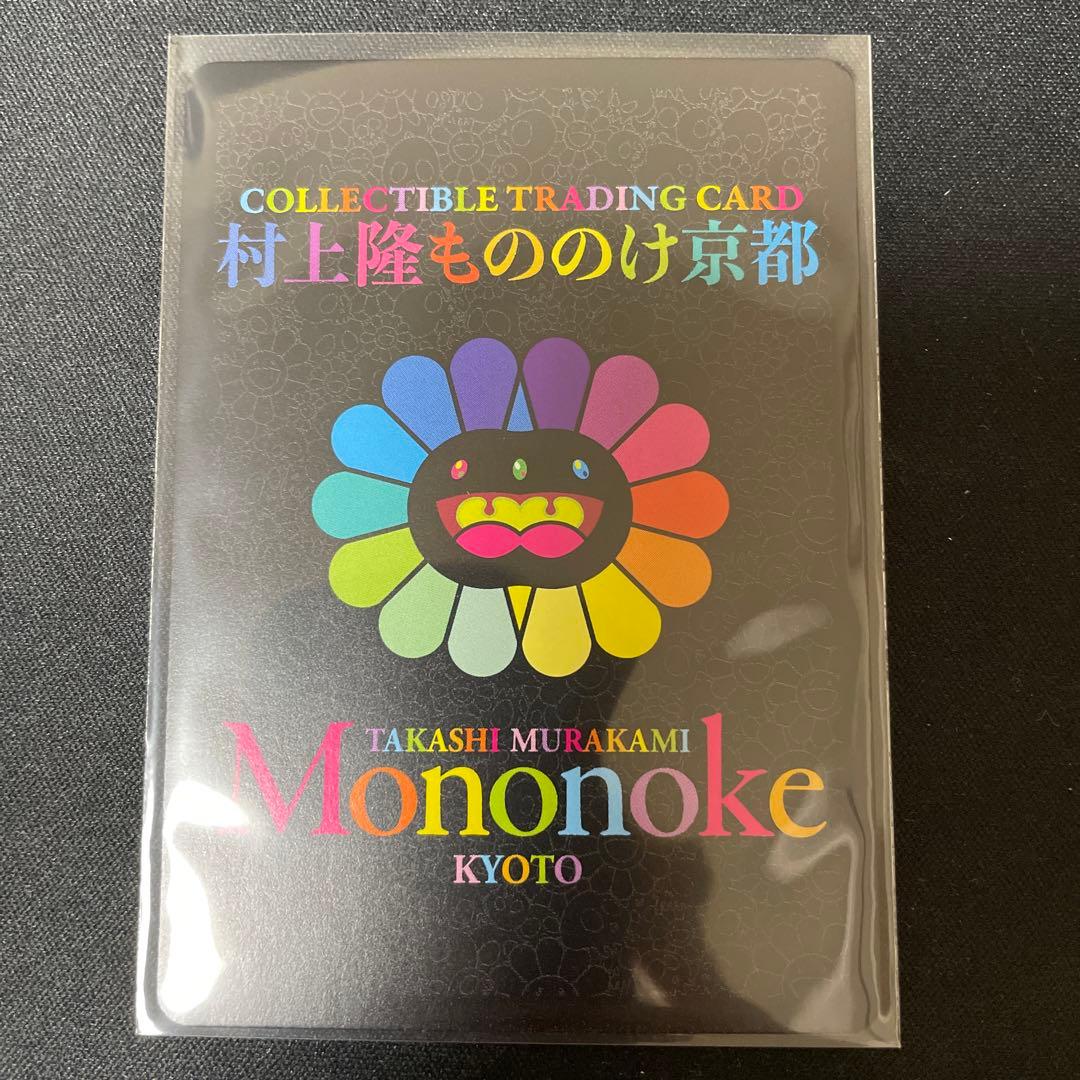 COLLECTIBLE TRADING CARD
村上隆もののけ京都
TAKASHI MURAKAMI
Mononoke
KYOTO